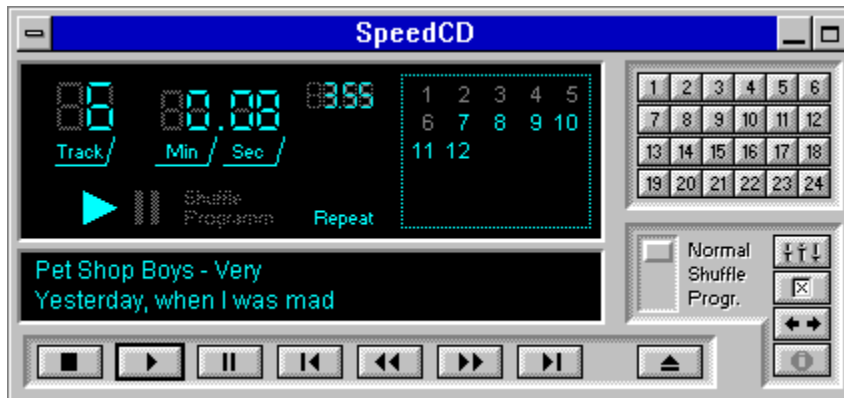 SpeedCD
6 0.08 3.55
Track Min Sec
Shuffle
Programm
Repeat
1 2 3 4 5
6 7 8 9 10
11 12
1 2 3 4 5 6
7 8 9 10 11 12
13 14 15 16 17 18
19 20 21 22 23 24
Pet Shop Boys - Very
Yesterday, when I was mad
Normal
Shuffle
Progr.